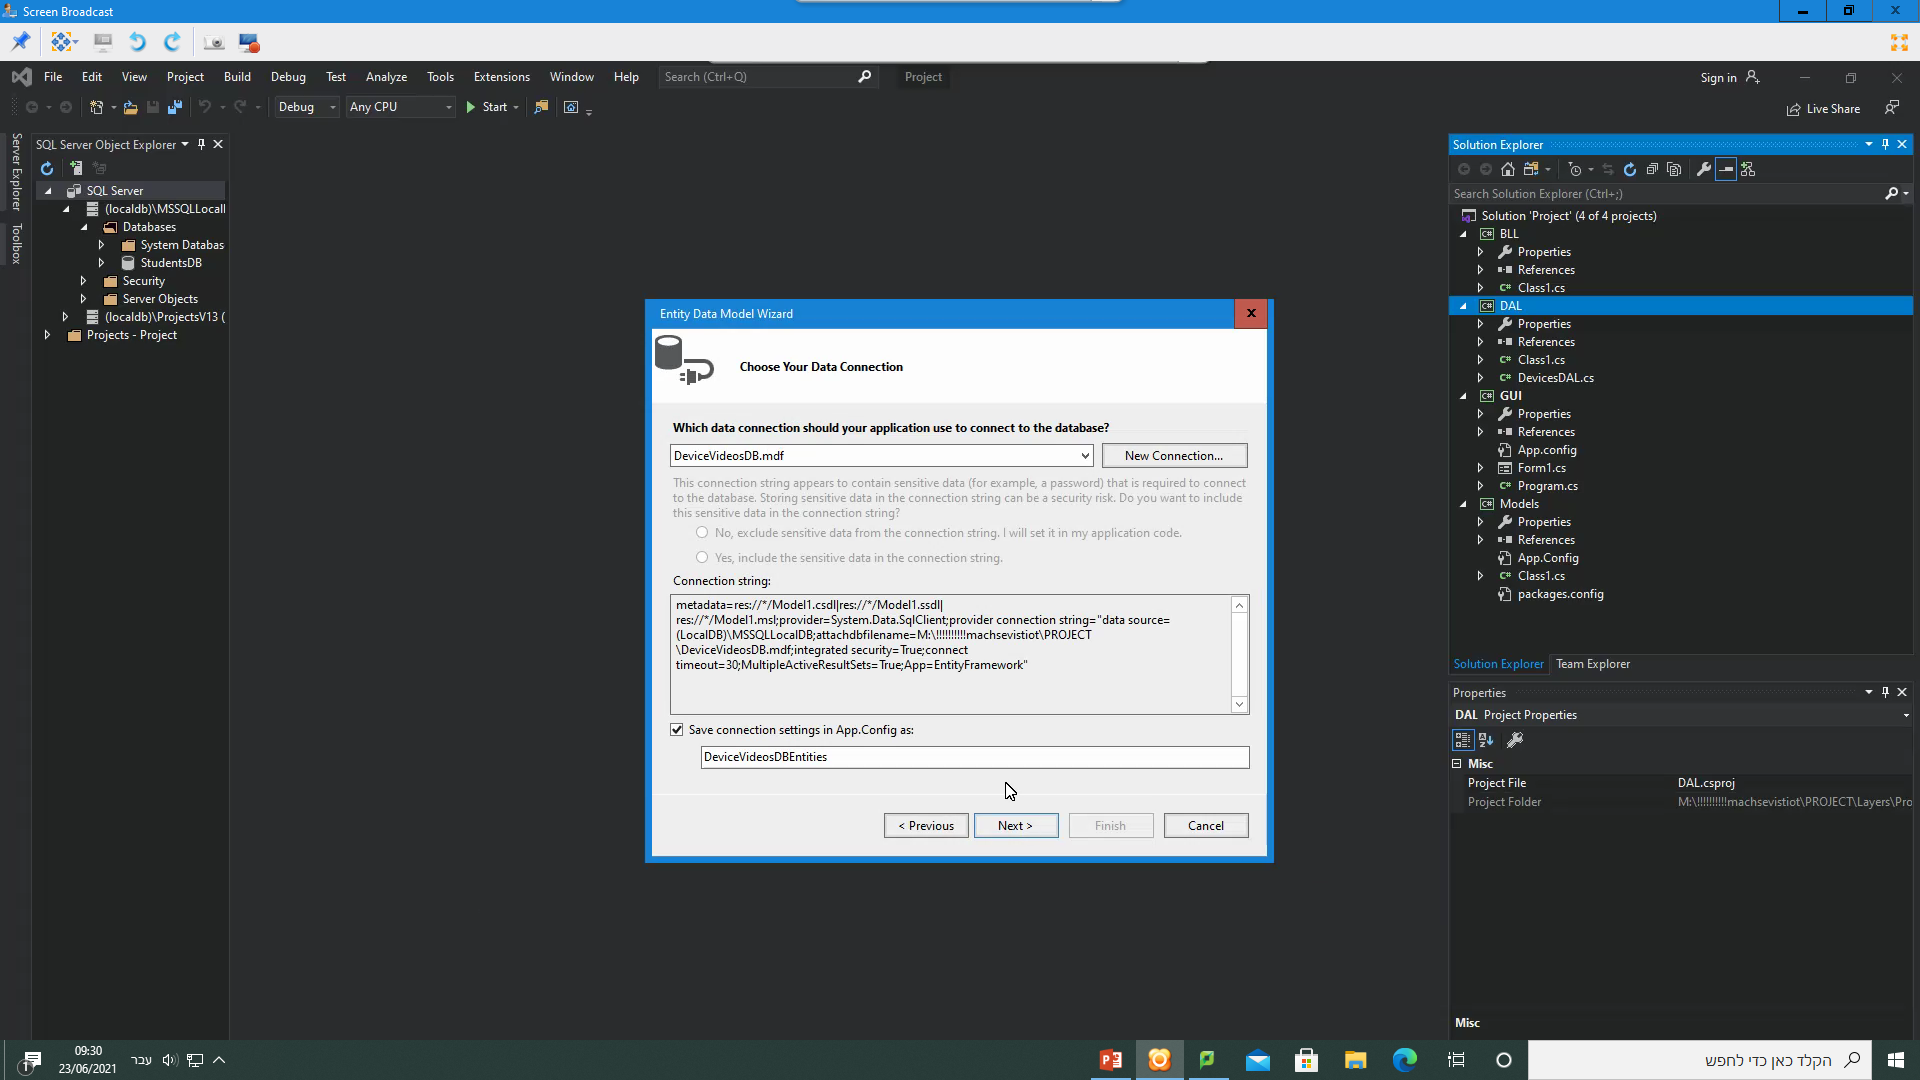 Screen Broadcast
File Edit View Project Build Debug Test Analyze Tools Extensions Window Help Search (Ctrl+Q) Project Sign in
Debug Any CPU Start Live Share
Server Explorer
Toolbox
SQL Server Object Explorer
SQL Server
(localdb)\MSSQLLocall
Databases
System Databas
StudentsDB
Security
Server Objects
(localdb)\ProjectsV13 (
Projects - Project
Entity Data Model Wizard
Choose Your Data Connection
Which data connection should your application use to connect to the database?
DeviceVideosDB.mdf New Connection...
This connection string appears to contain sensitive data (for example, a password) that is required to connect
to the database. Storing sensitive data in the connection string can be a security risk. Do you want to include
this sensitive data in the connection string?
No, exclude sensitive data from the connection string. I will set it in my application code.
Yes, include the sensitive data in the connection string.
Connection string:
metadata=res://*/Model1.csdl|res://*/Model1.ssdl|
res://*/Model1.msl;provider=System.Data.SqlClient;provider connection string="data source=
(LocalDB)\MSSQLLocalDB;attachdbfilename=M:\!!!!!!!!!!machsevistiot\PROJECT
\DeviceVideosDB.mdf;integrated security=True;connect
timeout=30;MultipleActiveResultSets=True;App=EntityFramework"
Save connection settings in App.Config as:
DeviceVideosDBEntities
< Previous Next > Finish Cancel
Solution Explorer
Search Solution Explorer (Ctrl+;)
Solution 'Project' (4 of 4 projects)
BLL
Properties
References
Class1.cs
DAL
Properties
References
Class1.cs
DevicesDAL.cs
GUI
Properties
References
App.config
Form1.cs
Program.cs
Models
Properties
References
App.Config
Class1.cs
packages.config
Solution Explorer Team Explorer
Properties
DAL Project Properties
Misc
Project File DAL.csproj
Project Folder M:\!!!!!!!!!!machsevistiot\PROJECT\Layers\Pro
Misc
1
09:30
23/06/2021
עבר
הקלד כאן כדי לחפש